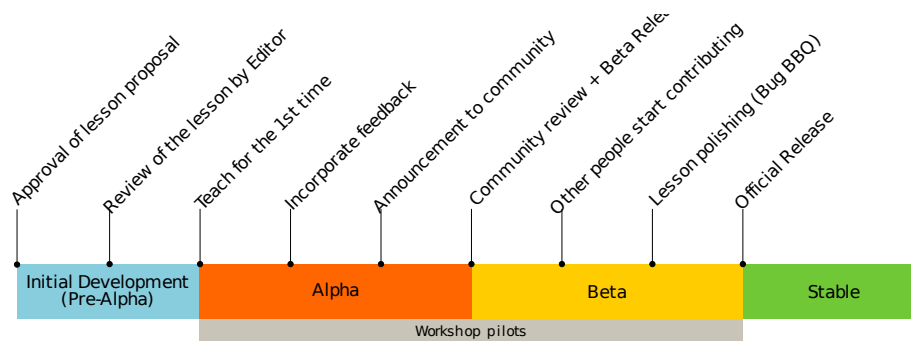 Approval of lesson proposal
Review of the lesson by Editor
Teach for the 1st time
Incorporate feedback
Announcement to community
Community review + Beta
Other people start contributing
Lesson polishing (Bug BBQ)
Official Release
Initial Development
(Pre-Alpha)
Alpha
Beta
Stable
Workshop pilots